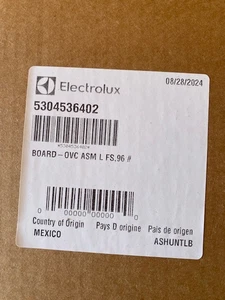 Electrolux
08/28/2024
5304536402
*5304536402*
BOARD-OVC ASM L FS,96 #
0 00000 00000 0
Country of Origin Pays D origine Pais de origen
MEXICO ASHUNTLB